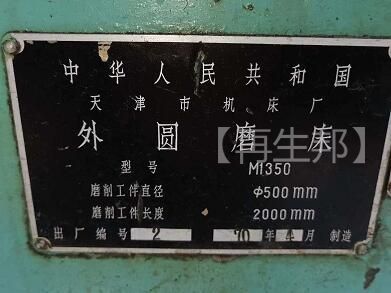 中华人民共和国
天津市机床厂
外圆磨床
【再生邦】
型号 M1350
磨削工件直径 Φ500mm
磨削工件长度 2000mm
出厂编号 2 70年4月制造